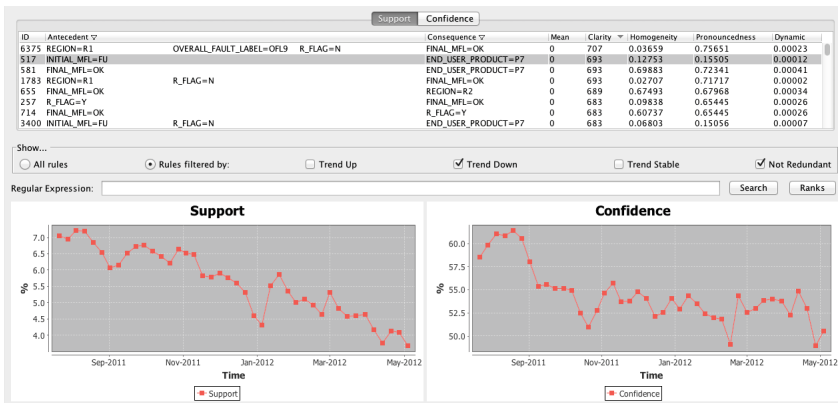 Support Confidence
ID Antecedent Consequence Mean Clarity Homogeneity Pronouncedness Dynamic
6375 REGION=R1 OVERALL_FAULT_LABEL=OFL9 R_FLAG=N FINAL_MFL=OK 0 707 0.03659 0.75651 0.00023
517 INITIAL_MFL=FU END_USER_PRODUCT=P7 0 693 0.12753 0.15505 0.00012
581 FINAL_MFL=OK END_USER_PRODUCT=P7 0 693 0.69883 0.72341 0.00041
1783 REGION=R1 R_FLAG=N FINAL_MFL=OK 0 693 0.02707 0.71717 0.00002
655 FINAL_MFL=OK REGION=R2 0 689 0.67493 0.67968 0.00034
257 R_FLAG=Y FINAL_MFL=OK 0 683 0.09838 0.65445 0.00026
714 FINAL_MFL=OK R_FLAG=Y 0 683 0.60737 0.65445 0.00026
3400 INITIAL_MFL=FU R_FLAG=N END_USER_PRODUCT=P7 0 683 0.06803 0.15056 0.00007
Show...
All rules Rules filtered by: Trend Up Trend Down Trend Stable Not Redundant
Regular Expression: Search Ranks
Support
%
7.0
6.5
6.0
5.5
5.0
4.5
4.0
Sep-2011 Nov-2011 Jan-2012 Mar-2012 May-2012
Time
Support
Confidence
%
60.0
57.5
55.0
52.5
50.0
Sep-2011 Nov-2011 Jan-2012 Mar-2012 May-2012
Time
Confidence